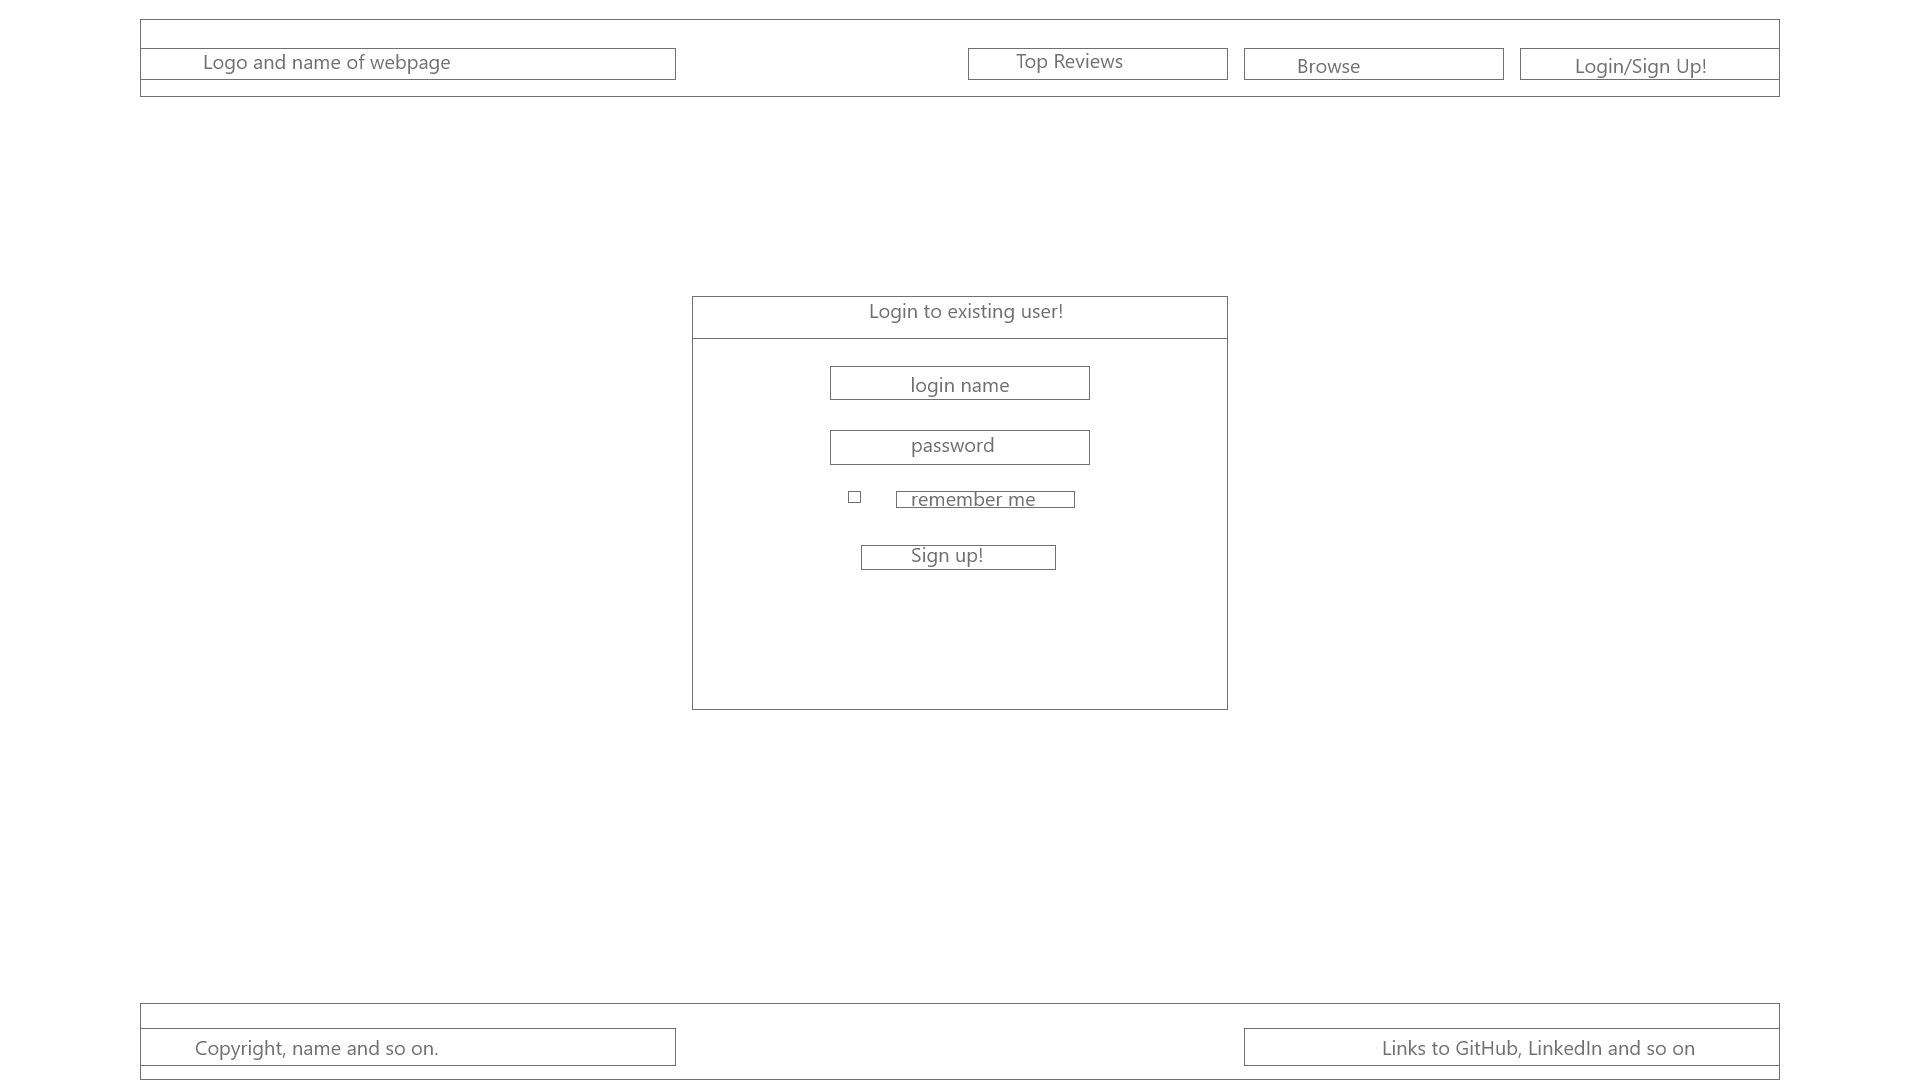 Logo and name of webpage
Top Reviews
Browse
Login/Sign Up!
Login to existing user!
login name
password
remember me
Sign up!
Copyright, name and so on.
Links to GitHub, LinkedIn and so on